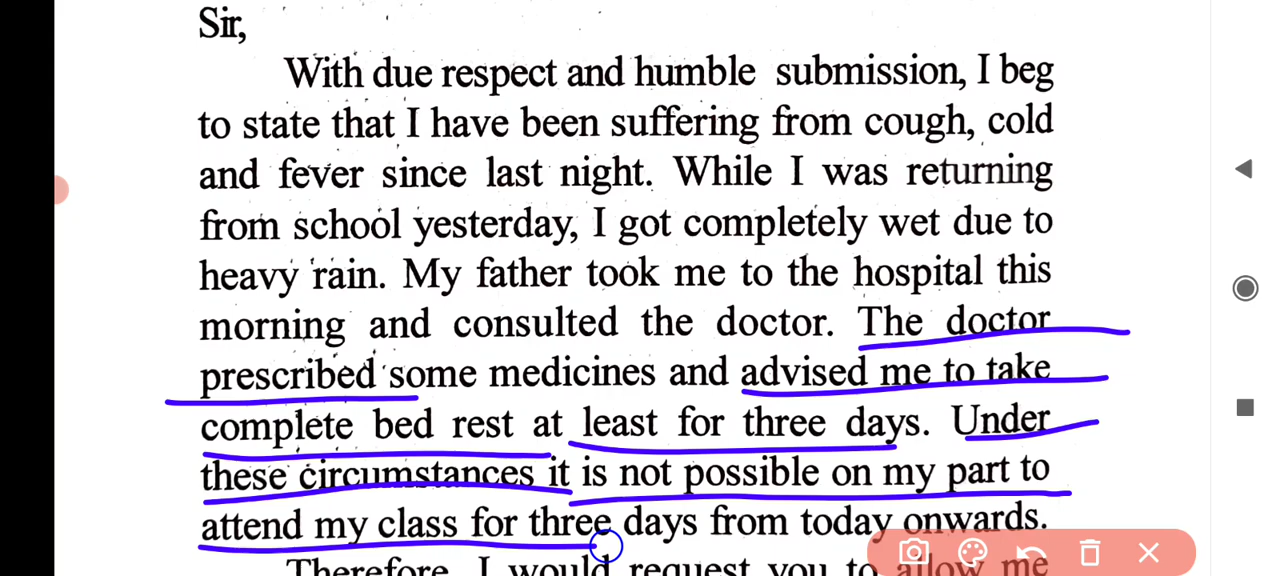 Sir,
With due respect and humble submission, I beg
to state that I have been suffering from cough, cold
and fever since last night. While I was returning
from school yesterday, I got completely wet due to
heavy rain. My father took me to the hospital this
morning and consulted the doctor. The doctor
prescribed some medicines and advised me to take
complete bed rest at least for three days. Under
these circumstances it is not possible on my part to
attend my class for three days from today onwards.
Therefore, I would request you to allow me